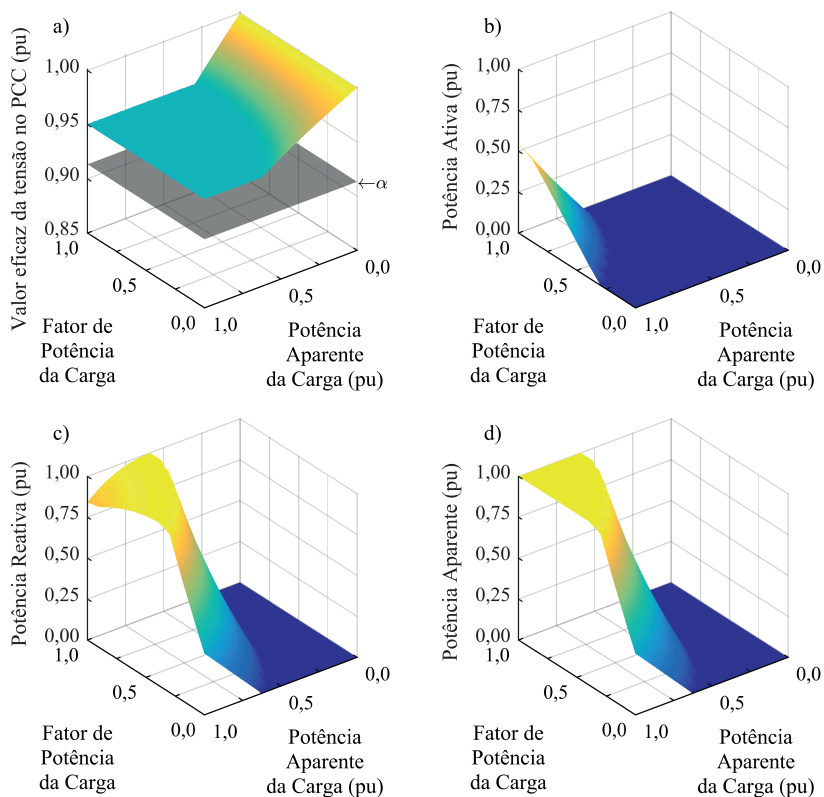 a)
Valor eficaz da tensão no PCC (pu)
1,00
0,95
0,90
0,85
1,0
0,5
0,0
1,0
0,5
0,0
←α
Fator de
Potência
da Carga
Potência
Aparente
da Carga (pu)
b)
Potência Ativa (pu)
1,00
0,75
0,50
0,25
0,00
1,0
0,5
0,0
1,0
0,5
0,0
Fator de
Potência
da Carga
Potência
Aparente
da Carga (pu)
c)
Potência Reativa (pu)
1,00
0,75
0,50
0,25
0,00
1,0
0,5
0,0
1,0
0,5
0,0
Fator de
Potência
da Carga
Potência
Aparente
da Carga (pu)
d)
Potência Aparente (pu)
1,00
0,75
0,50
0,25
0,00
1,0
0,5
0,0
1,0
0,5
0,0
Fator de
Potência
da Carga
Potência
Aparente
da Carga (pu)